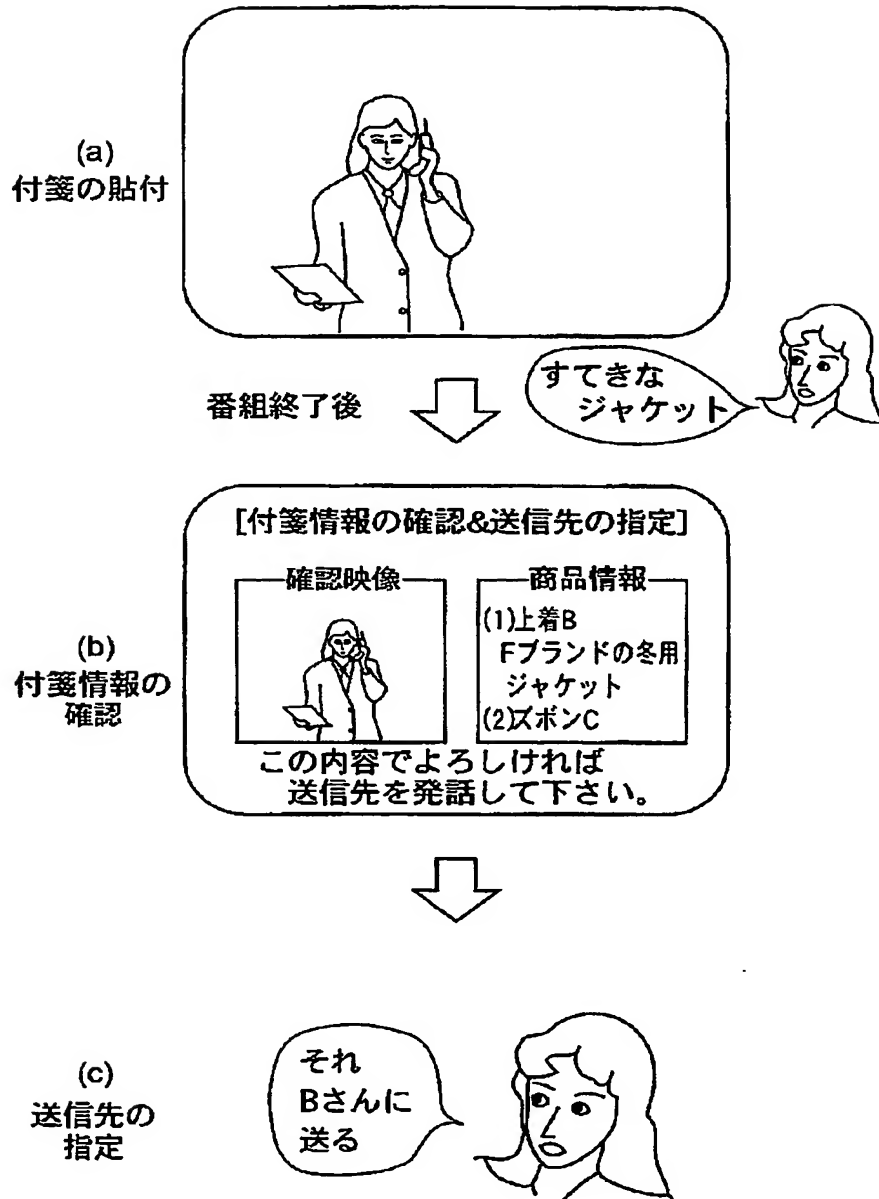 (a)
付箋の貼付
番組終了後
すてきな
ジャケット
[付箋情報の確認&送信先の指定]
確認映像
商品情報
(1)上着B
Fブランドの冬用
ジャケット
(2)ズボンC
この内容でよろしければ
送信先を発話して下さい。
(b)
付箋情報の
確認
(c)
送信先の
指定
それ
Bさんに
送る